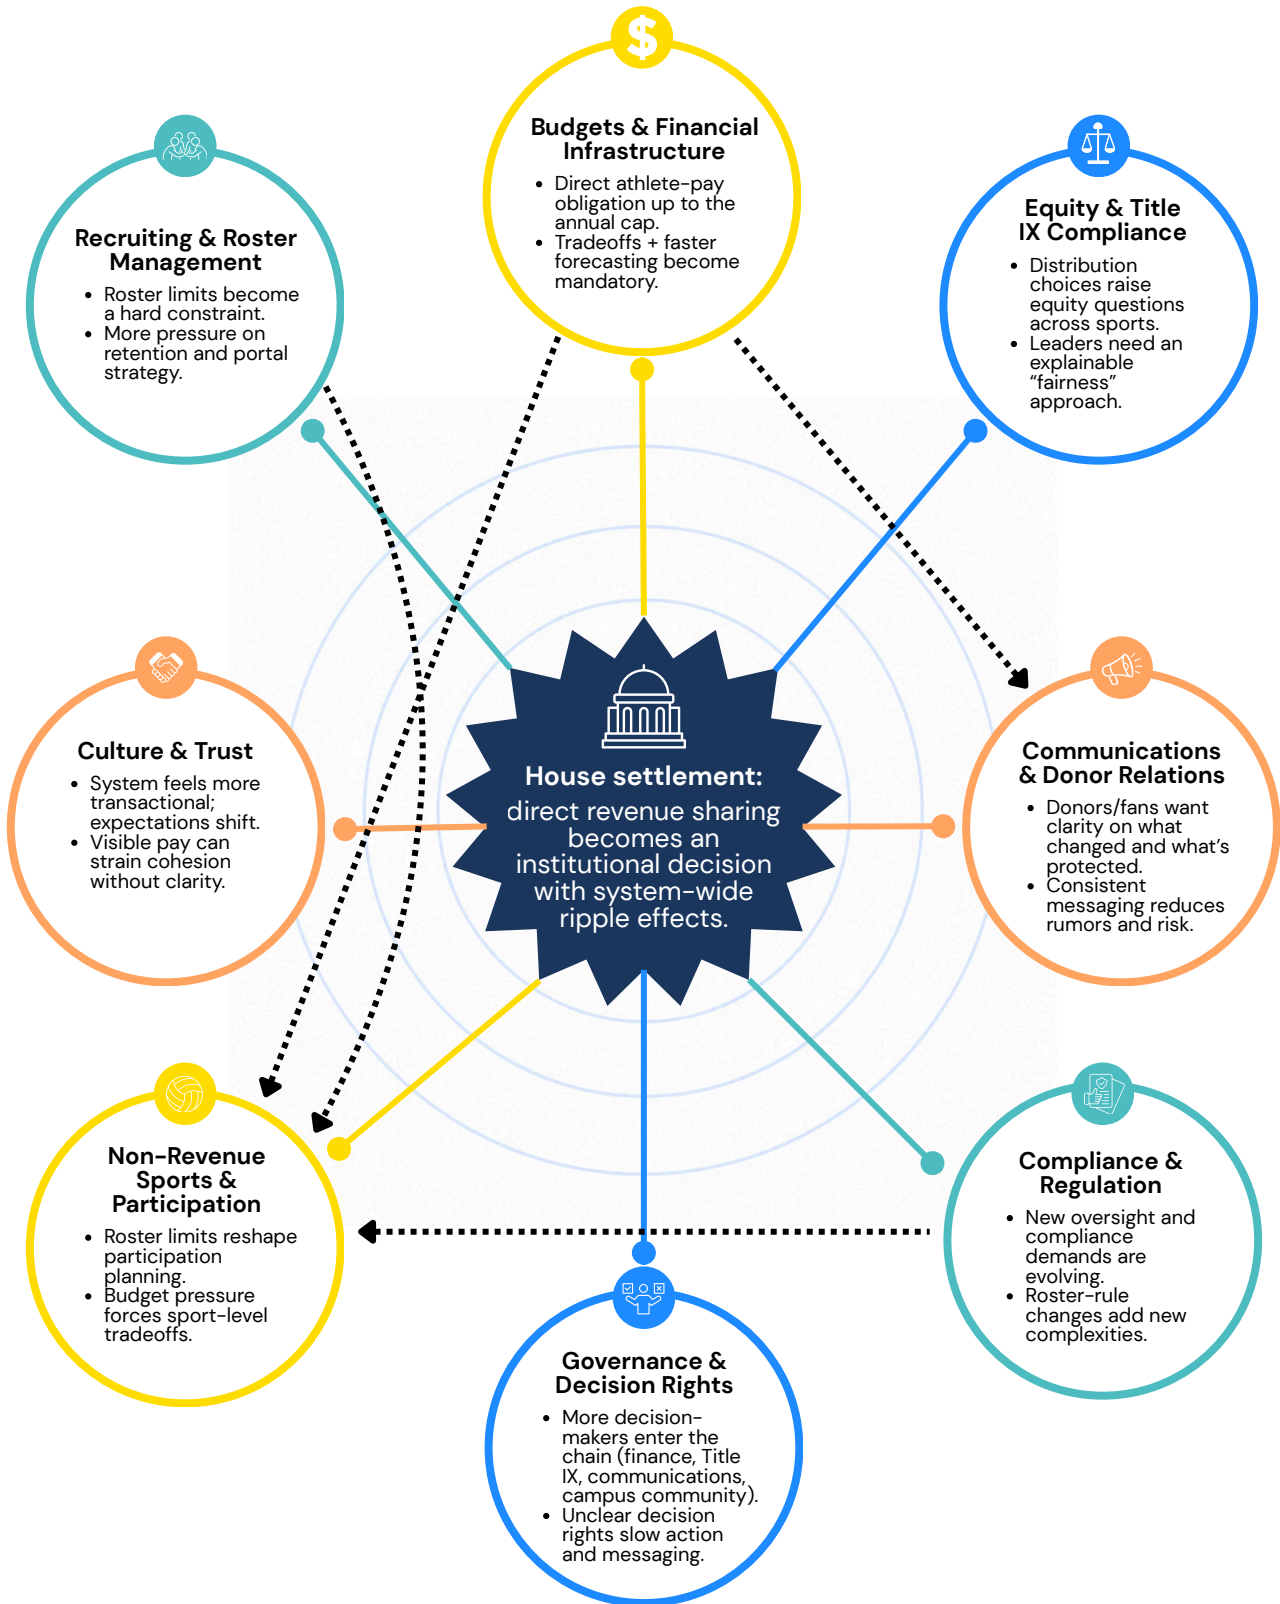 $
Budgets & Financial
Infrastructure
• Direct athlete-pay
obligation up to the
annual cap.
• Tradeoffs + faster
forecasting become
mandatory.
Recruiting & Roster
Management
• Roster limits become
a hard constraint.
• More pressure on
retention and portal
strategy.
Equity & Title
IX Compliance
• Distribution
choices raise
equity questions
across sports.
• Leaders need an
explainable
“fairness”
approach.
Culture & Trust
• System feels more
transactional;
expectations shift.
• Visible pay can
strain cohesion
without clarity.
House settlement:
direct revenue sharing
becomes an
institutional decision
with system-wide
ripple effects.
Communications
& Donor Relations
• Donors/fans want
clarity on what
changed and what’s
protected.
• Consistent
messaging reduces
rumors and risk.
Non-Revenue
Sports &
Participation
• Roster limits reshape
participation
planning.
• Budget pressure
forces sport-level
tradeoffs.
Compliance &
Regulation
• New oversight and
compliance
demands are
evolving.
• Roster-rule
changes add new
complexities.
Governance &
Decision Rights
• More decision-
makers enter the
chain (finance, Title
IX, communications,
campus community).
• Unclear decision
rights slow action
and messaging.